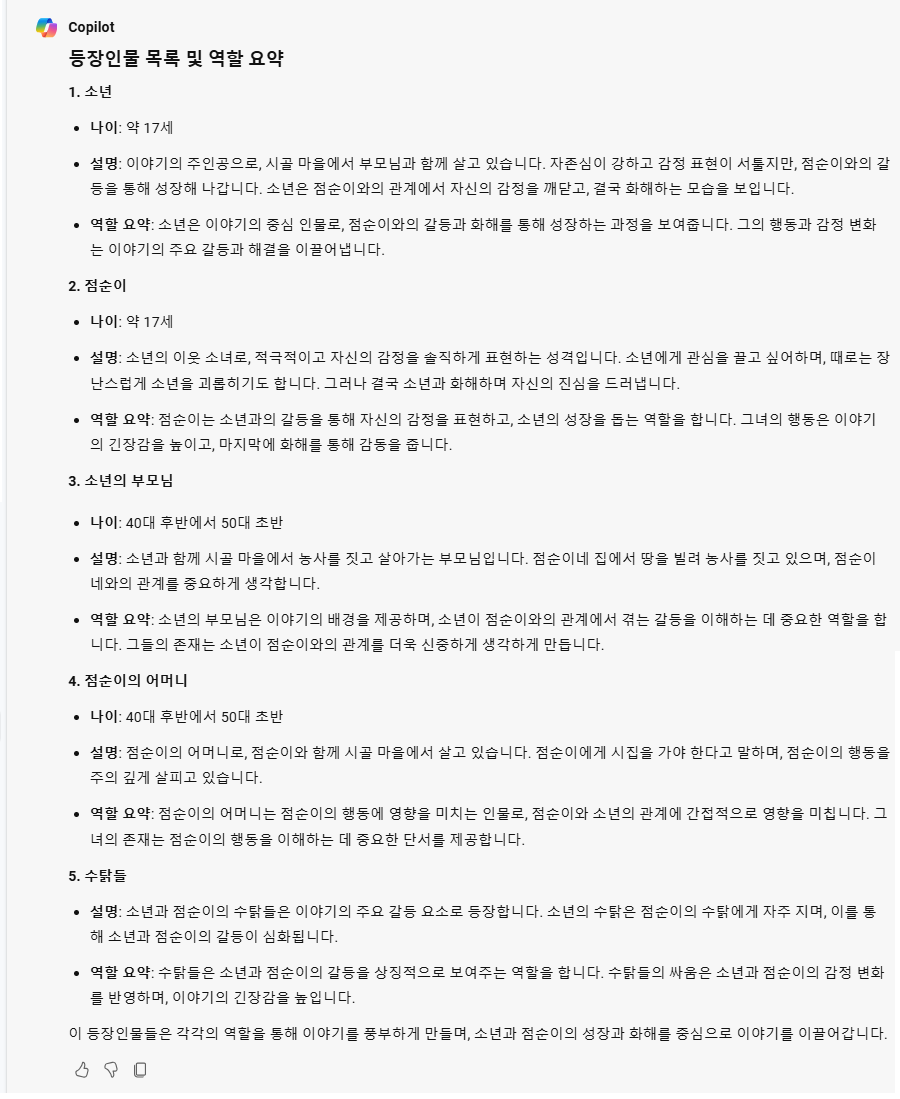 Copilot
등장인물 목록 및 역할 요약
1. 소년
• 나이: 약 17세
• 설명: 이야기의 주인공으로, 시골 마을에서 부모님과 함께 살고 있습니다. 자존심이 강하고 감정 표현이 서툴지만, 점순이와의 갈
등을 통해 성장해 나갑니다. 소년은 점순이와의 관계에서 자신의 감정을 깨닫고, 결국 화해하는 모습을 보입니다.
• 역할 요약: 소년은 이야기의 중심 인물로, 점순이와의 갈등과 화해를 통해 성장하는 과정을 보여줍니다. 그의 행동과 감정 변화
는 이야기의 주요 갈등과 해결을 이끌어냅니다.
2. 점순이
• 나이: 약 17세
• 설명: 소년의 이웃 소녀로, 적극적이고 자신의 감정을 솔직하게 표현하는 성격입니다. 소년에게 관심을 끌고 싶어하며, 때로는 장
난스럽게 소년을 괴롭히기도 합니다. 그러나 결국 소년과 화해하며 자신의 진심을 드러냅니다.
• 역할 요약: 점순이는 소년과의 갈등을 통해 자신의 감정을 표현하고, 소년의 성장을 돕는 역할을 합니다. 그녀의 행동은 이야기
의 긴장감을 높이고, 마지막에 화해를 통해 감동을 줍니다.
3. 소년의 부모님
• 나이: 40대 후반에서 50대 초반
• 설명: 소년과 함께 시골 마을에서 농사를 짓고 살아가는 부모님입니다. 점순이네 집에서 땅을 빌려 농사를 짓고 있으며, 점순이
네와의 관계를 중요하게 생각합니다.
• 역할 요약: 소년의 부모님은 이야기의 배경을 제공하며, 소년이 점순이와의 관계에서 겪는 갈등을 이해하는 데 중요한 역할을 합
니다. 그들의 존재는 소년이 점순이와의 관계를 더욱 신중하게 생각하게 만듭니다.
4. 점순이의 어머니
• 나이: 40대 후반에서 50대 초반
• 설명: 점순이의 어머니로, 점순이와 함께 시골 마을에서 살고 있습니다. 점순이에게 시집을 가야 한다고 말하며, 점순이의 행동을
주의 깊게 살피고 있습니다.
• 역할 요약: 점순이의 어머니는 점순이의 행동에 영향을 미치는 인물로, 점순이와 소년의 관계에 간접적으로 영향을 미칩니다. 그
녀의 존재는 점순이의 행동을 이해하는 데 중요한 단서를 제공합니다.
5. 수탉들
• 설명: 소년과 점순이의 수탉들은 이야기의 주요 갈등 요소로 등장합니다. 소년의 수탉은 점순이의 수탉에게 자주 지며, 이를 통
해 소년과 점순이의 갈등이 심화됩니다.
• 역할 요약: 수탉들은 소년과 점순이의 갈등을 상징적으로 보여주는 역할을 합니다. 수탉들의 싸움은 소년과 점순이의 감정 변화
를 반영하며, 이야기의 긴장감을 높입니다.
이 등장인물들은 각각의 역할을 통해 이야기를 풍부하게 만들며, 소년과 점순이의 성장과 화해를 중심으로 이야기를 이끌어갑니다.